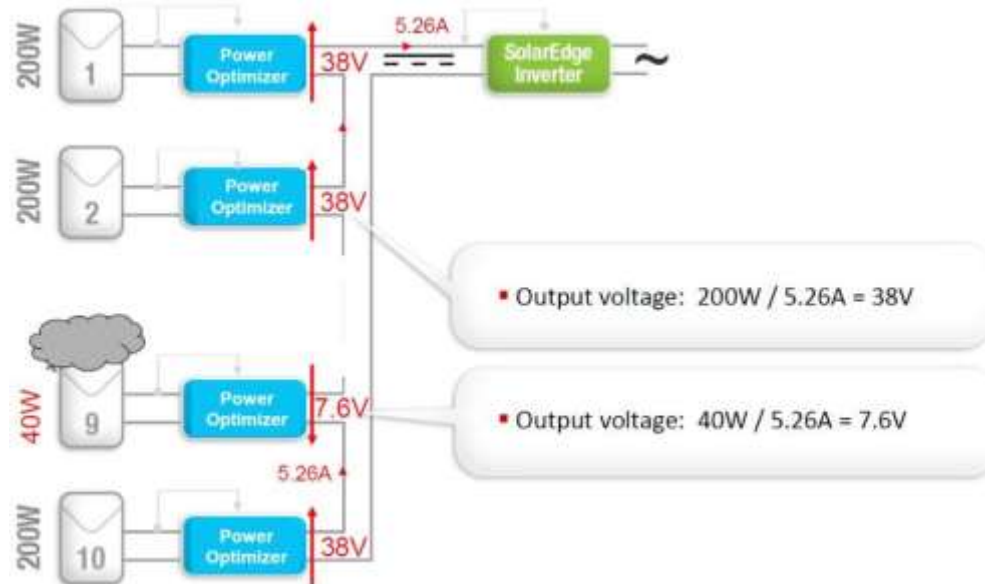 200W
1
Power
Optimizer
38V
5.26A
SolarEdge
Inverter
~
200W
2
Power
Optimizer
38V
▪ Output voltage: 200W / 5.26A = 38V
40W
9
Power
Optimizer
7.6V
▪ Output voltage: 40W / 5.26A = 7.6V
5.26A
200W
10
Power
Optimizer
38V